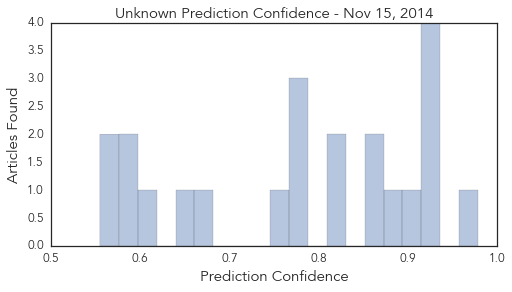 Unknown Prediction Confidence - Nov 15, 2014
4.0
3.5
3.0
2.5
2.0
1.5
1.0
0.5
0.0
Articles Found
0.5 0.6 0.7 0.8 0.9 1.0
Prediction Confidence